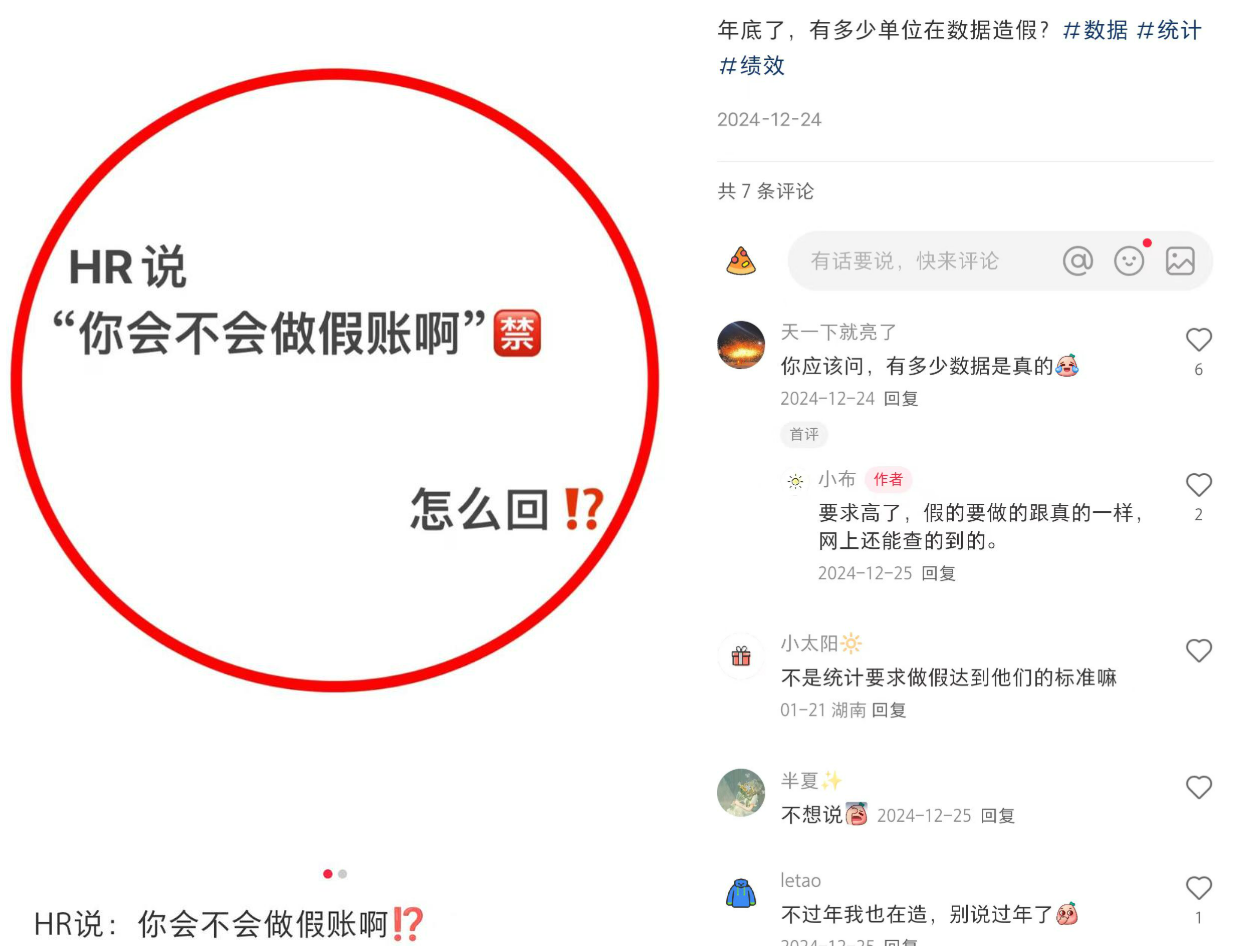 HR说
“你会不会做假账啊”🈲
怎么回⁉️
HR说：你会不会做假账啊⁉️
年底了，有多少单位在数据造假？#数据 #统计
#绩效
2024-12-24
共 7 条评论
有话要说，快来评论
天一下就亮了
你应该问，有多少数据是真的
6
2024-12-24 回复
首评
小布 作者
要求高了，假的要做的跟真的一样，
2
网上还能查的到的。
2024-12-25 回复
小太阳🔆
不是统计要求做假达到他们的标准嘛
01-21 湖南 回复
半夏✨
不想说 2024-12-25 回复
letao
不过年我也在造，别说过年了
1
2024-12-25 回复